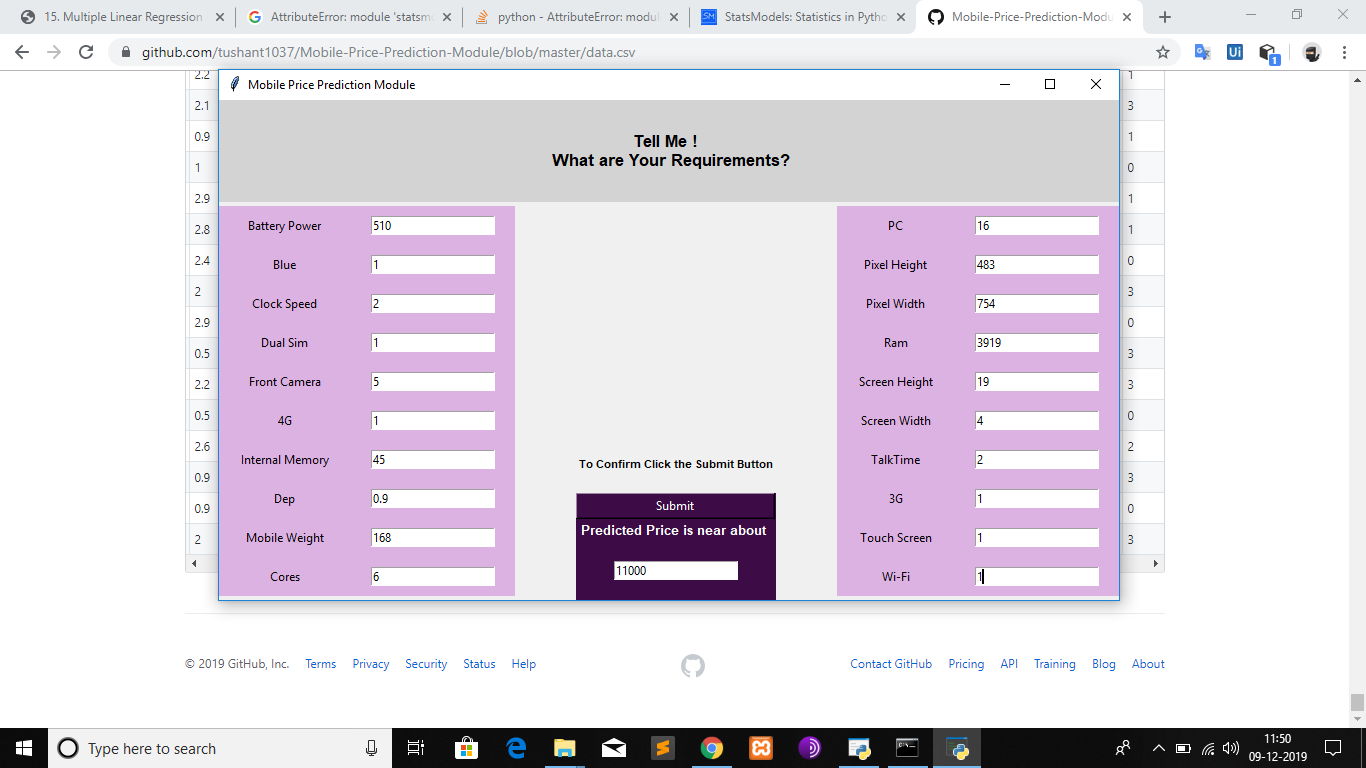 15. Multiple Linear Regression
AttributeError: module 'statsm
python - AttributeError: modul
StatsModels: Statistics in Pytho
Mobile-Price-Prediction-Modu
github.com/tushant1037/Mobile-Price-Prediction-Module/blob/master/data.csv
Mobile Price Prediction Module
Tell Me !
What are Your Requirements?
2.2 1
2.1 3
0.9 1
1 0
2.9 1
2.8 1
2.4 0
2 3
2.9 0
0.5 3
2.2 3
0.5 0
2.6 2
0.9 3
0.9 0
2 3
Battery Power 510
Blue 1
Clock Speed 2
Dual Sim 1
Front Camera 5
4G 1
Internal Memory 45
Dep 0.9
Mobile Weight 168
Cores 6
To Confirm Click the Submit Button
Submit
Predicted Price is near about
11000
PC 16
Pixel Height 483
Pixel Width 754
Ram 3919
Screen Height 19
Screen Width 4
TalkTime 2
3G 1
Touch Screen 1
Wi-Fi 1
© 2019 GitHub, Inc. Terms Privacy Security Status Help
Contact GitHub Pricing API Training Blog About
Type here to search
11:50
09-12-2019